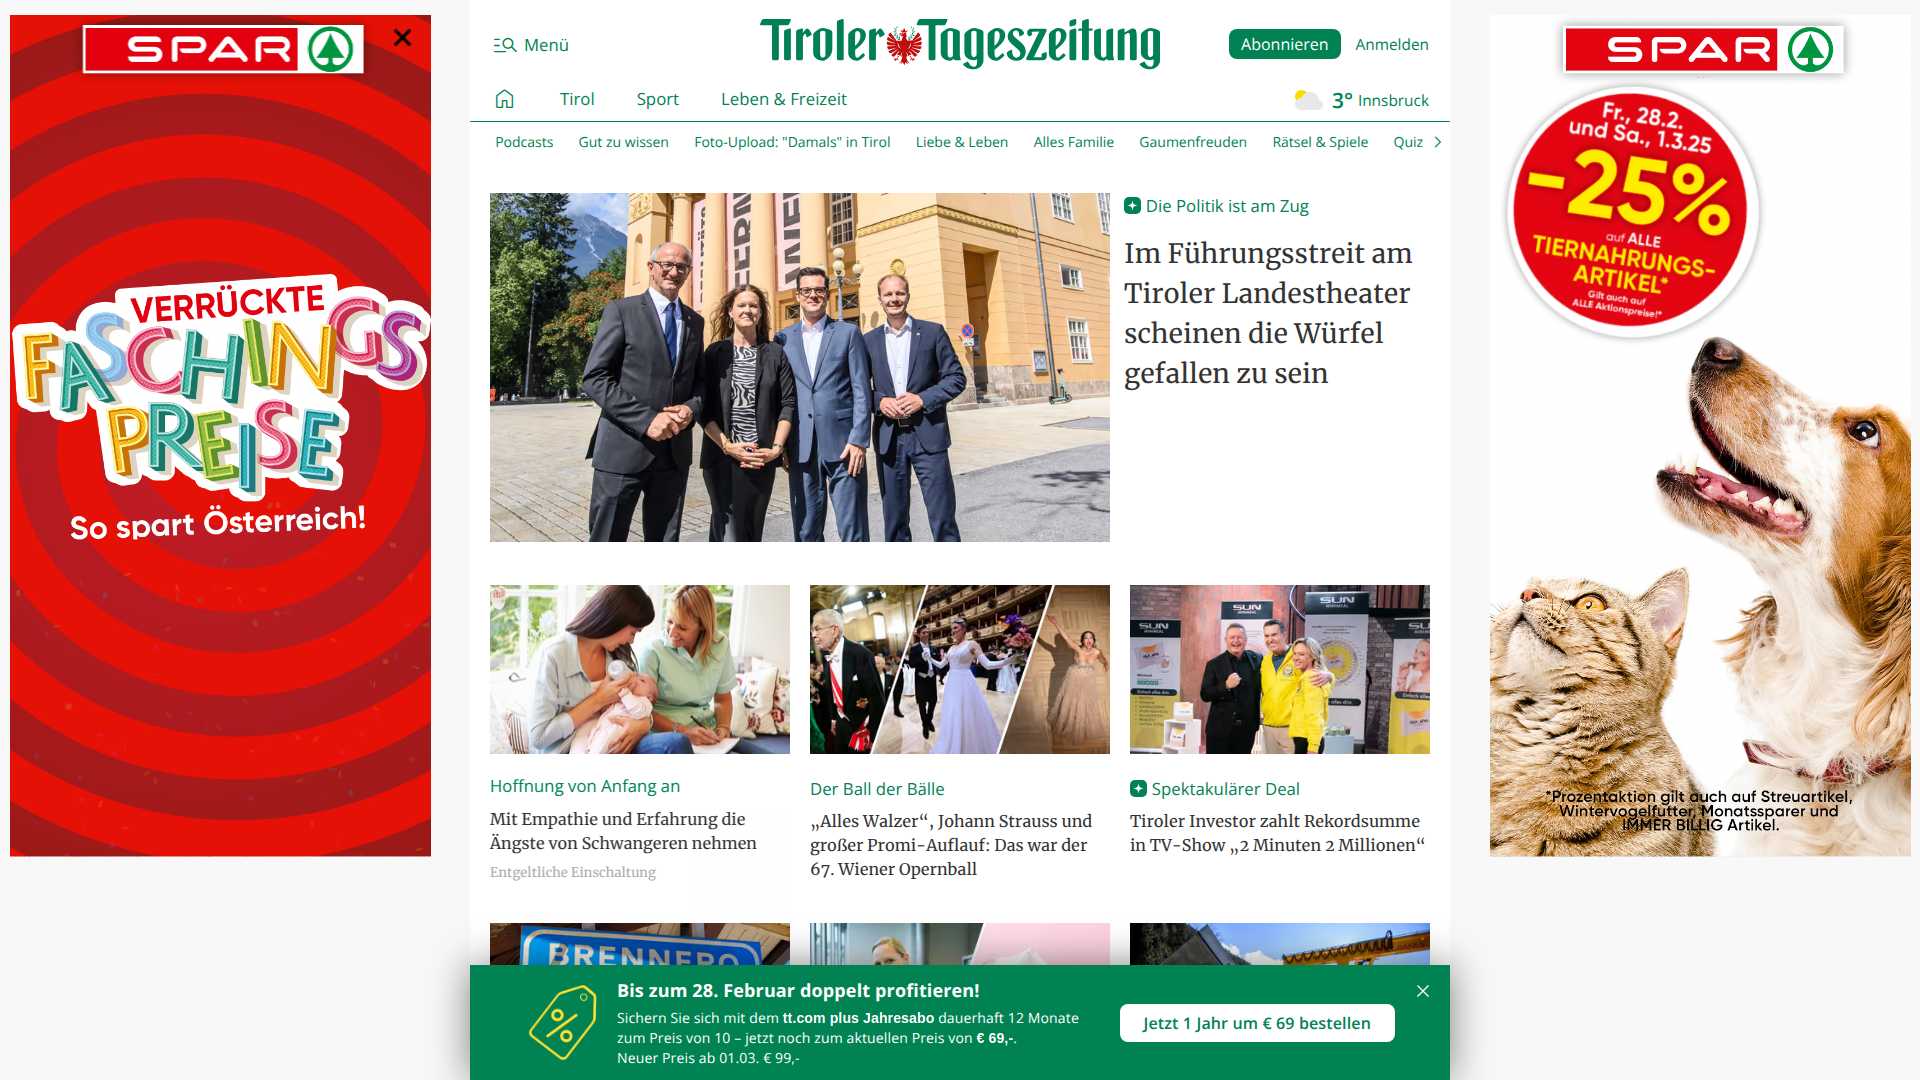 SPAR
VERRÜCKTE
FASCHINGS
PREISE
So spart Österreich!
Menü
Tiroler Tageszeitung
Abonnieren
Anmelden
Tirol
Sport
Leben & Freizeit
3° Innsbruck
Podcasts
Gut zu wissen
Foto-Upload: "Damals" in Tirol
Liebe & Leben
Alles Familie
Gaumenfreuden
Rätsel & Spiele
Quiz
Die Politik ist am Zug
Im Führungsstreit am
Tiroler Landestheater
scheinen die Würfel
gefallen zu sein
SUN
SUN
SUN
Hoffnung von Anfang an
Mit Empathie und Erfahrung die
Ängste von Schwangeren nehmen
Entgeltliche Einschaltung
Der Ball der Bälle
„Alles Walzer“, Johann Strauss und
großer Promi-Auflauf: Das war der
67. Wiener Opernball
Spektakulärer Deal
Tiroler Investor zahlt Rekordsumme
in TV-Show „2 Minuten 2 Millionen“
BRENNERO
Bis zum 28. Februar doppelt profitieren!
Sichern Sie sich mit dem tt.com plus Jahresabo dauerhaft 12 Monate
zum Preis von 10 – jetzt noch zum aktuellen Preis von € 69,-.
Neuer Preis ab 01.03. € 99,-
Jetzt 1 Jahr um € 69 bestellen
SPAR
Fr., 28.2.
und Sa., 1.3.25
-25%
auf ALLE
TIERNAHRUNGS-
ARTIKEL*
Gilt auch auf
ALLE Aktionspreise!*
*Prozentaktion gilt auch auf Streuartikel,
Wintervogelfutter, Monatssparer und
IMMER BILLIG Artikel.